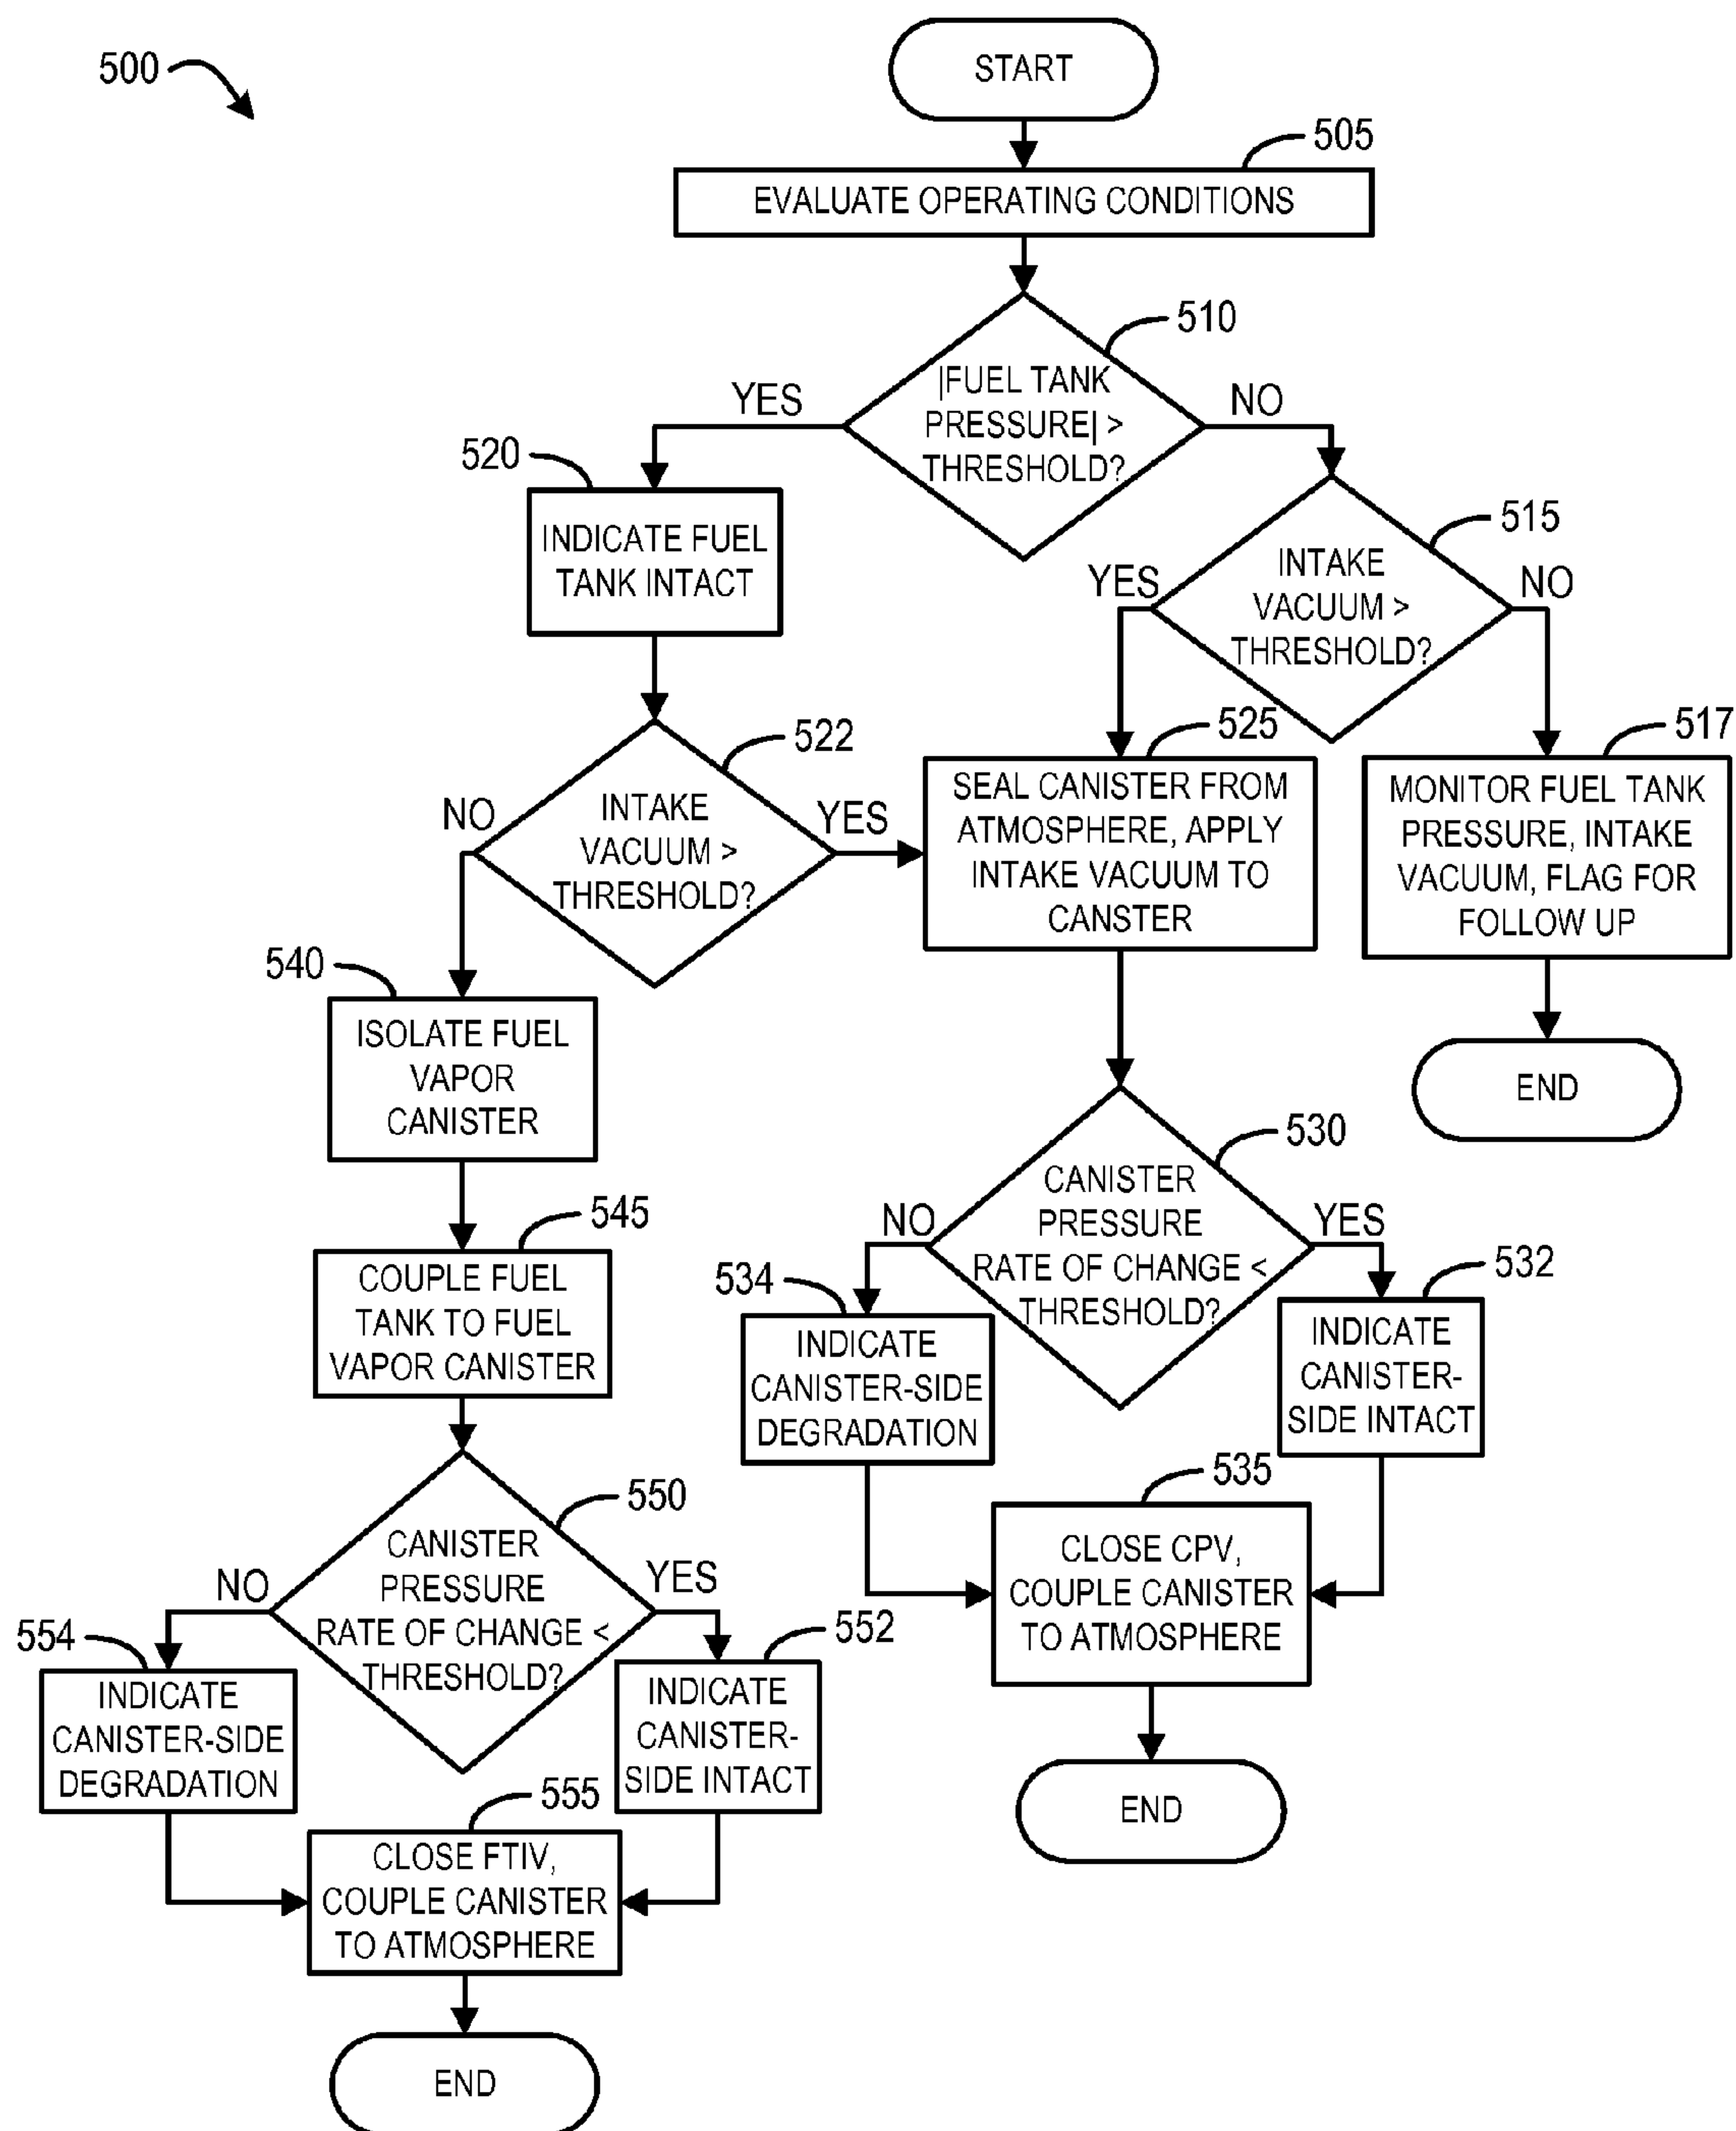 500
START
505
EVALUATE OPERATING CONDITIONS
510
|FUEL TANK
PRESSURE| >
THRESHOLD?
YES
NO
520
INDICATE FUEL
TANK INTACT
515
INTAKE
VACUUM >
THRESHOLD?
YES
NO
522
INTAKE
VACUUM >
THRESHOLD?
NO
YES
525
SEAL CANISTER FROM
ATMOSPHERE, APPLY
INTAKE VACUUM TO
CANSTER
517
MONITOR FUEL TANK
PRESSURE, INTAKE
VACUUM, FLAG FOR
FOLLOW UP
END
540
ISOLATE FUEL
VAPOR
CANISTER
530
CANISTER
PRESSURE
RATE OF CHANGE <
THRESHOLD?
NO
YES
545
COUPLE FUEL
TANK TO FUEL
VAPOR CANISTER
534
INDICATE
CANISTER-SIDE
DEGRADATION
532
INDICATE
CANISTER-
SIDE INTACT
535
CLOSE CPV,
COUPLE CANISTER
TO ATMOSPHERE
END
550
CANISTER
PRESSURE
RATE OF CHANGE <
THRESHOLD?
NO
YES
554
INDICATE
CANISTER-SIDE
DEGRADATION
552
INDICATE
CANISTER-
SIDE INTACT
555
CLOSE FTIV,
COUPLE CANISTER
TO ATMOSPHERE
END